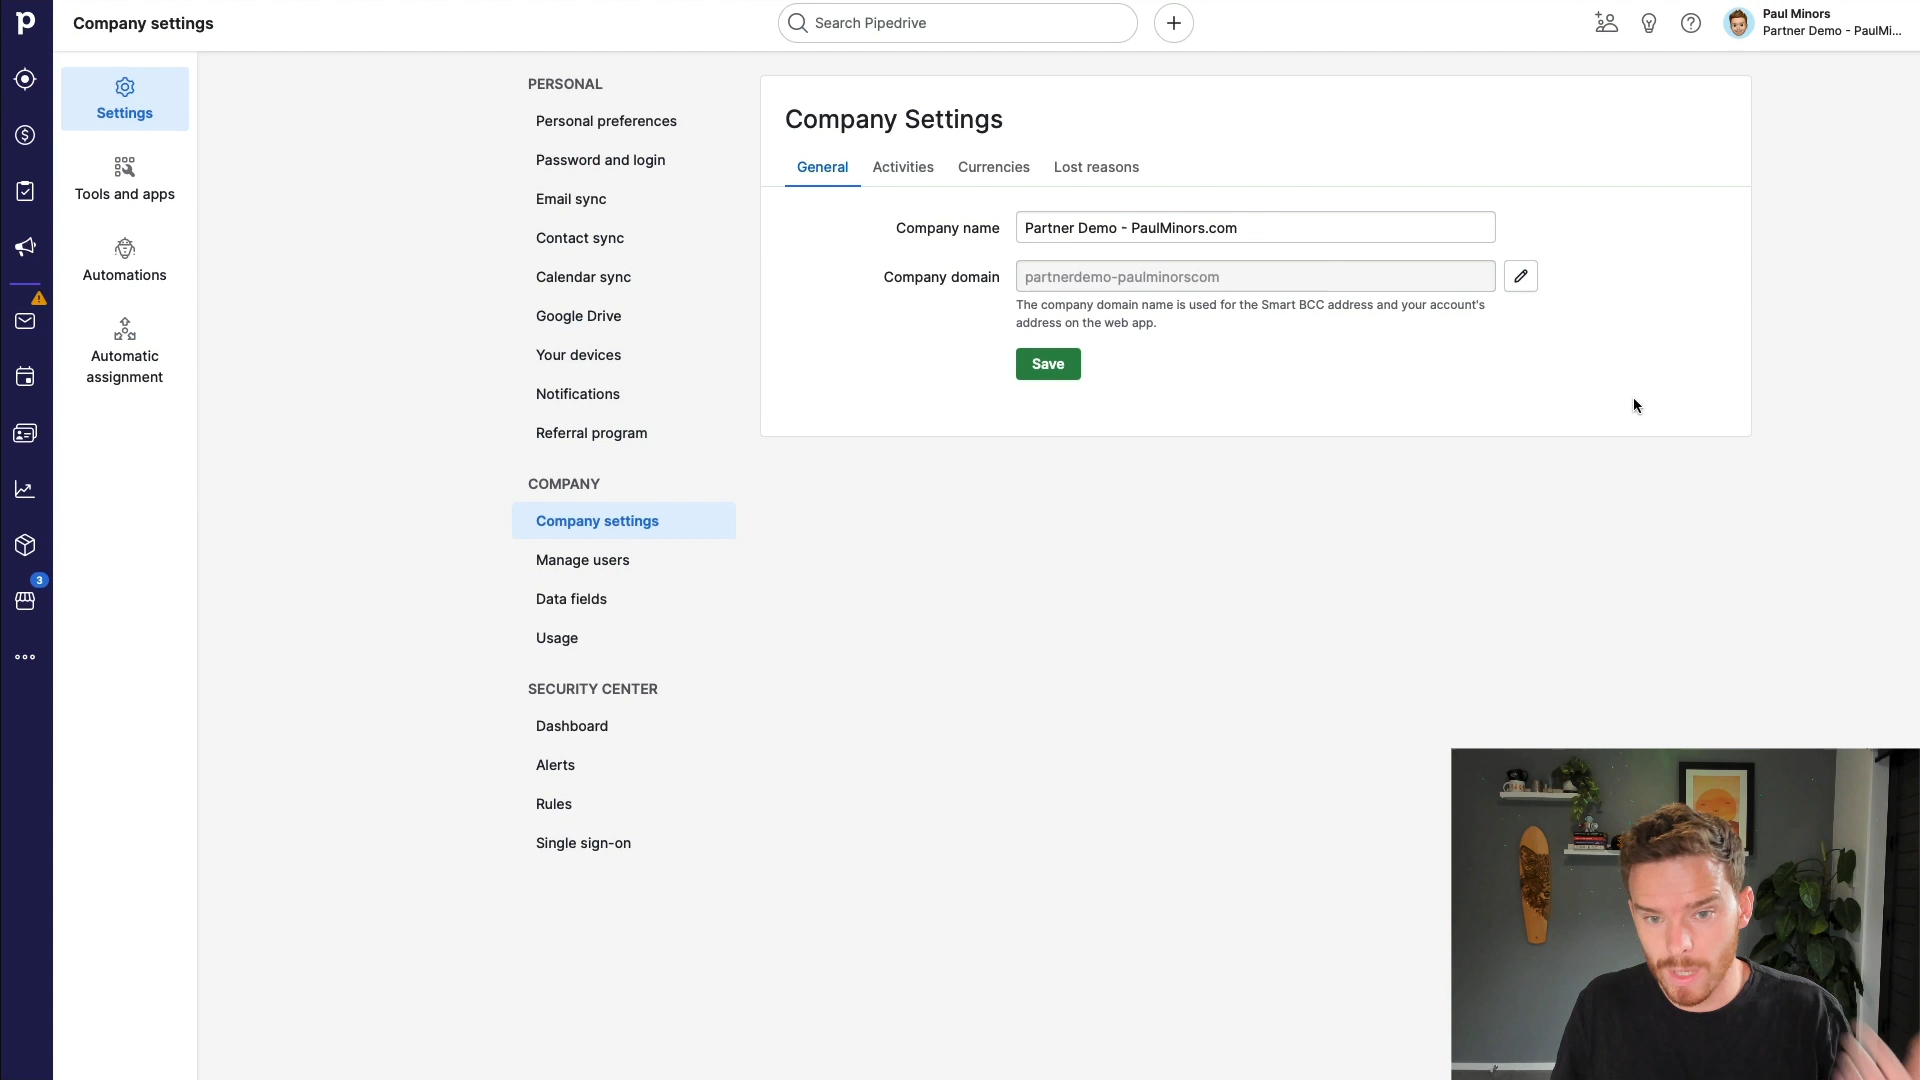 Company settings
Search Pipedrive
Paul Minors
Partner Demo - PaulMi...
Settings
Tools and apps
Automations
Automatic
assignment
3
PERSONAL
Personal preferences
Password and login
Email sync
Contact sync
Calendar sync
Google Drive
Your devices
Notifications
Referral program
COMPANY
Company settings
Manage users
Data fields
Usage
SECURITY CENTER
Dashboard
Alerts
Rules
Single sign-on
Company Settings
General
Activities
Currencies
Lost reasons
Company name
Partner Demo - PaulMinors.com
Company domain
partnerdemo-paulminorscom
The company domain name is used for the Smart BCC address and your account's
address on the web app.
Save